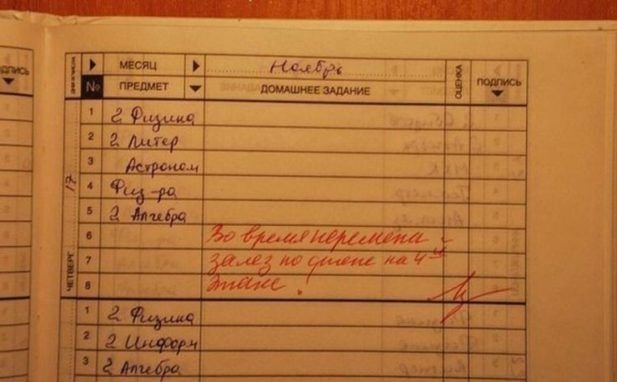 МЕСЯЦ Ноябрь
№ ПРЕДМЕТ ДОМАШНЕЕ ЗАДАНИЕ ОЦЕНКА ПОДПИСЬ
1 2 Физика
2 2 Литер
3 Астроном
4 Физ-ра
5 2 Алгебра
6 Во время перемены
7 залез по стене на 4ый
8 этаж!
ЧЕТВЕРГ 17
1 2 Физика
2 2 Информ
3 2 Алгебра